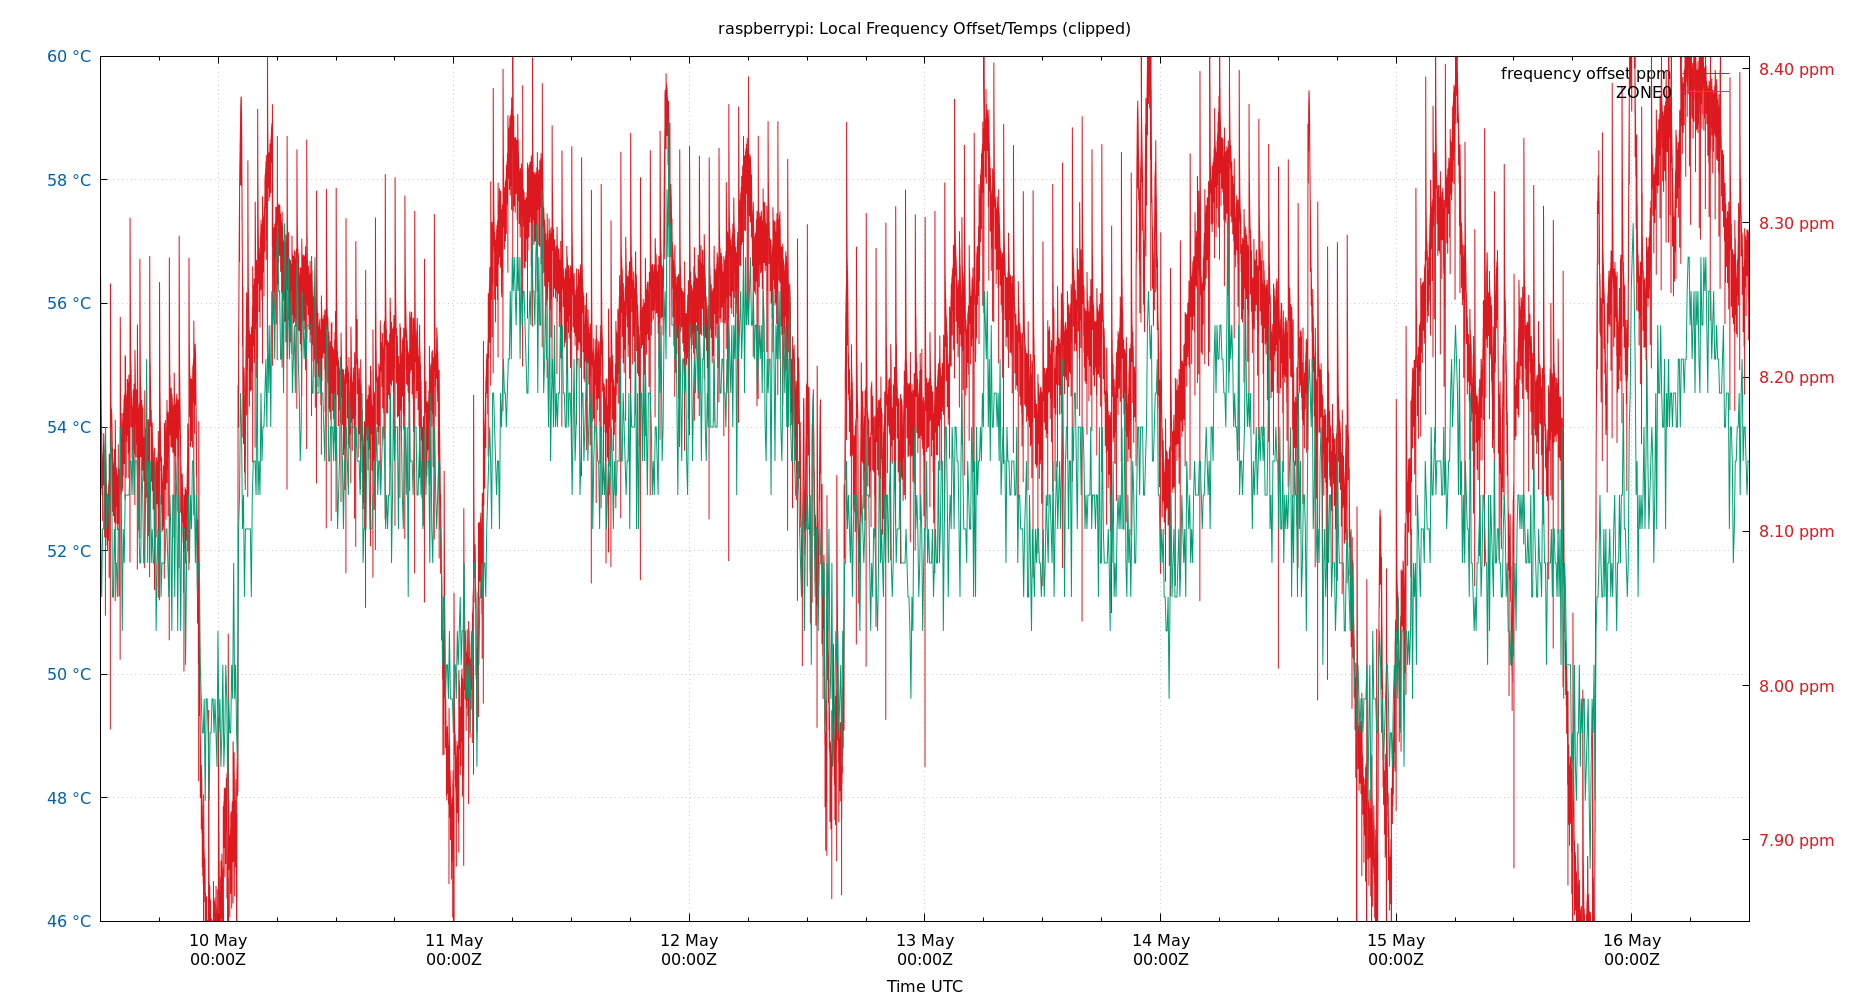 raspberrypi: Local Frequency Offset/Temps (clipped)
60 °C
58 °C
56 °C
54 °C
52 °C
50 °C
48 °C
46 °C
8.40 ppm
8.30 ppm
8.20 ppm
8.10 ppm
8.00 ppm
7.90 ppm
frequency offset ppm
ZONE0
10 May
00:00Z
11 May
00:00Z
12 May
00:00Z
13 May
00:00Z
14 May
00:00Z
15 May
00:00Z
16 May
00:00Z
Time UTC